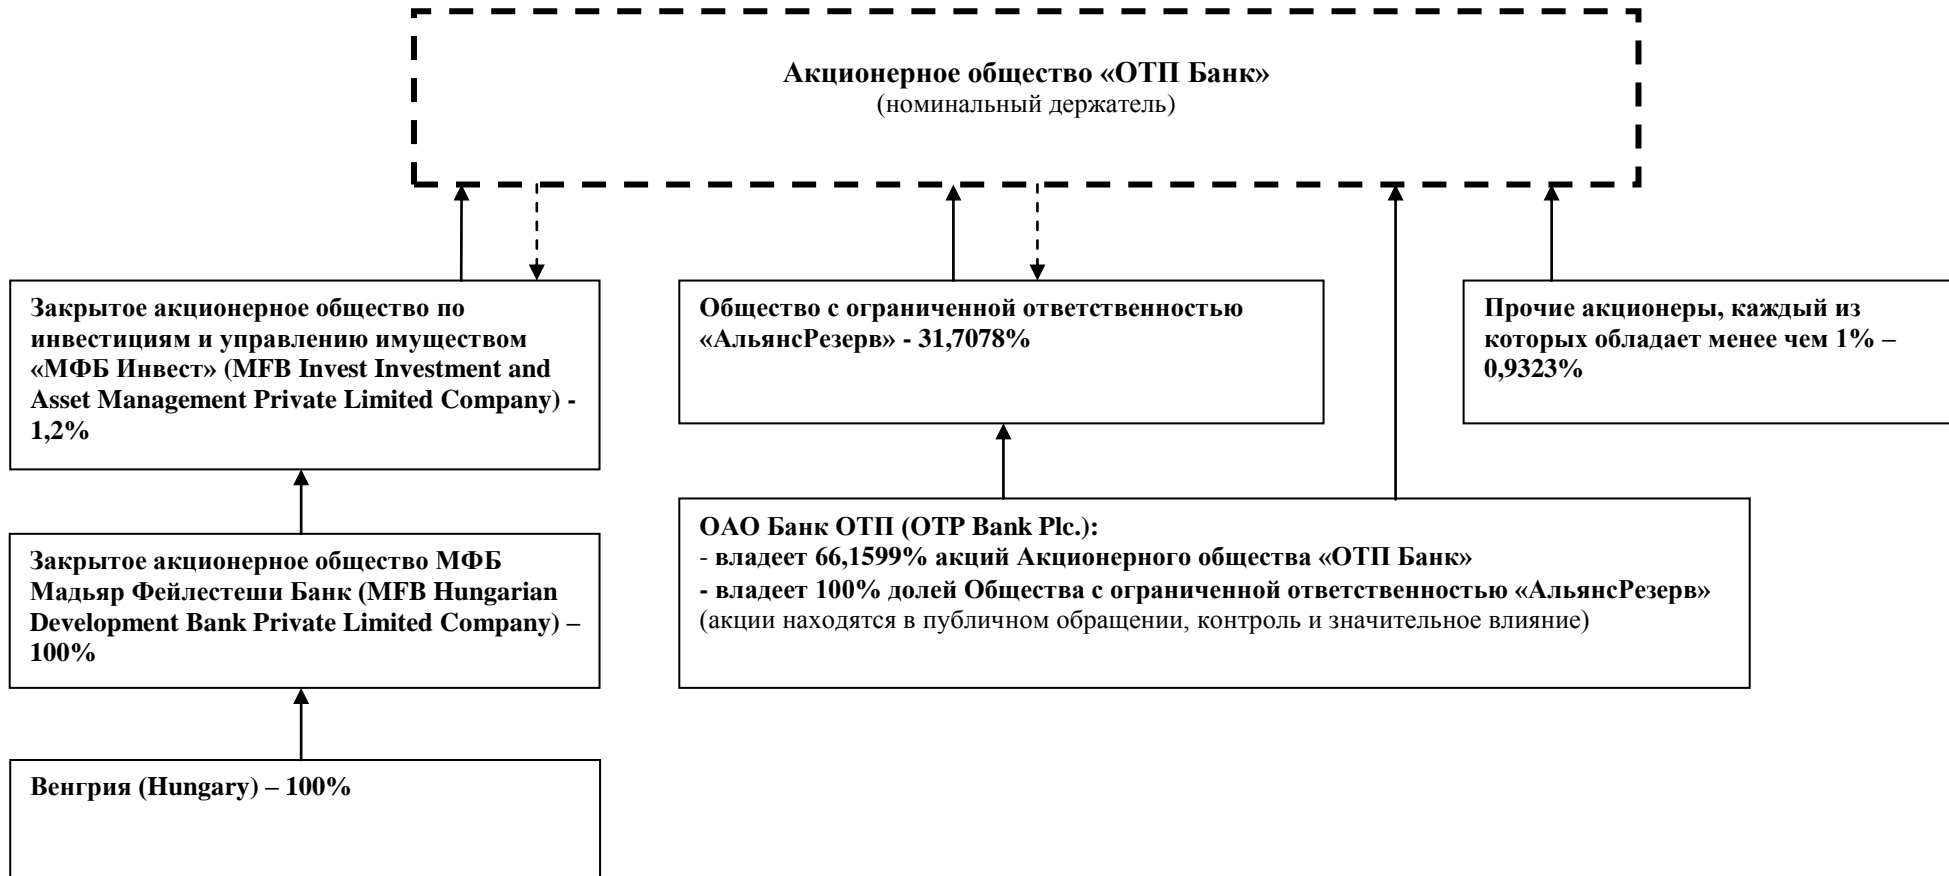 Акционерное общество «ОТП Банк»
(номинальный держатель)
Закрытое акционерное общество по
инвестициям и управлению имуществом
«МФБ Инвест» (MFB Invest Investment and
Asset Management Private Limited Company) -
1,2%
Общество с ограниченной ответственностью
«АльянсРезерв» - 31,7078%
Прочие акционеры, каждый из
которых обладает менее чем 1% –
0,9323%
Закрытое акционерное общество МФБ
Мадьяр Фейлестеши Банк (MFB Hungarian
Development Bank Private Limited Company) –
100%
ОАО Банк ОТП (OTP Bank Plc.):
- владеет 66,1599% акций Акционерного общества «ОТП Банк»
- владеет 100% долей Общества с ограниченной ответственностью «АльянсРезерв»
(акции находятся в публичном обращении, контроль и значительное влияние)
Венгрия (Hungary) – 100%